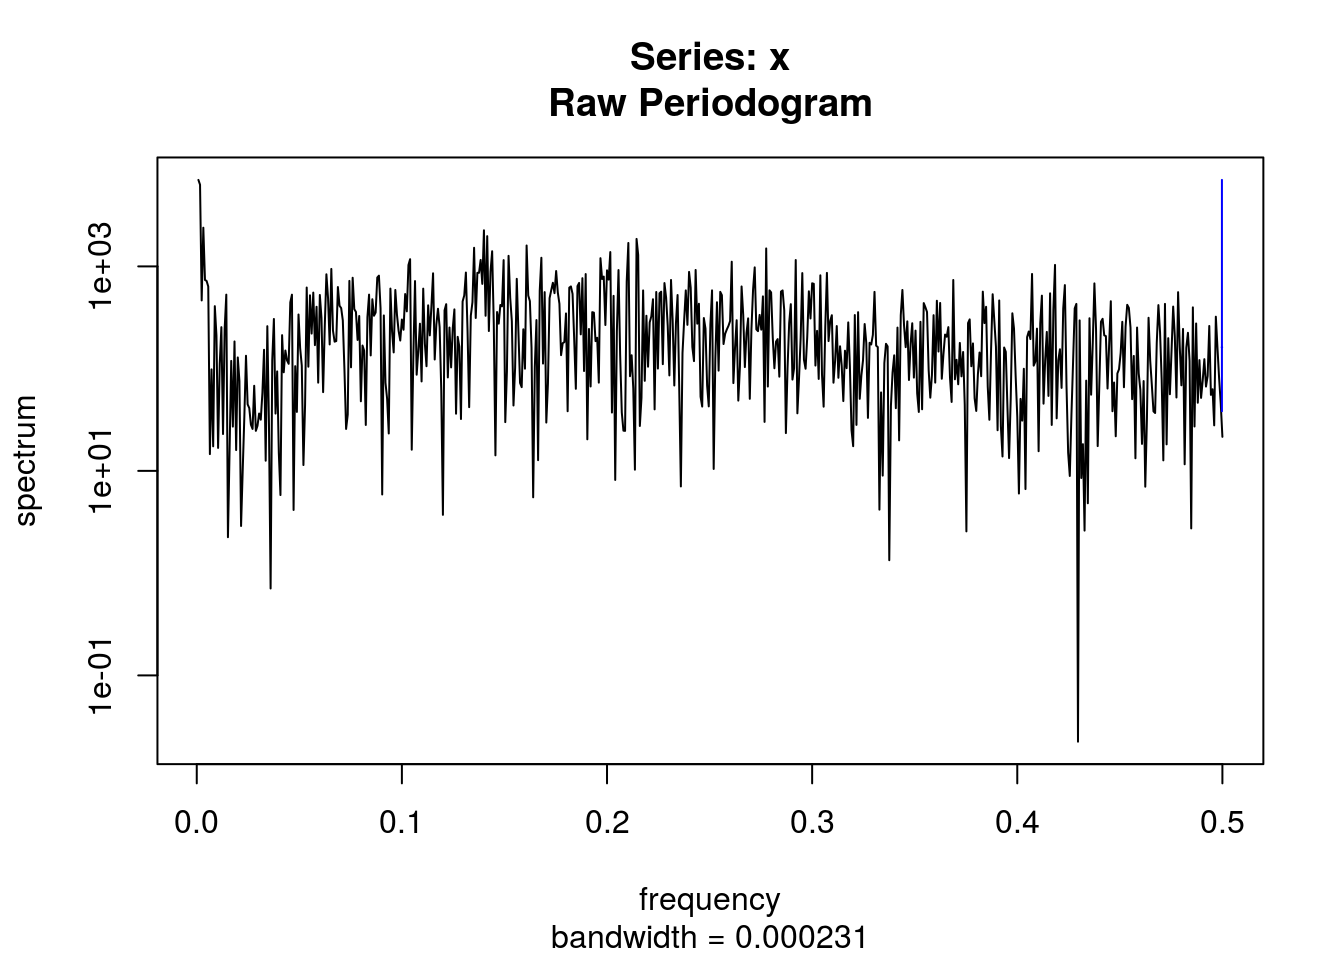 Series: x
Raw Periodogram
spectrum
1e+03
1e+01
1e-01
0.0 0.1 0.2 0.3 0.4 0.5
frequency
bandwidth = 0.000231